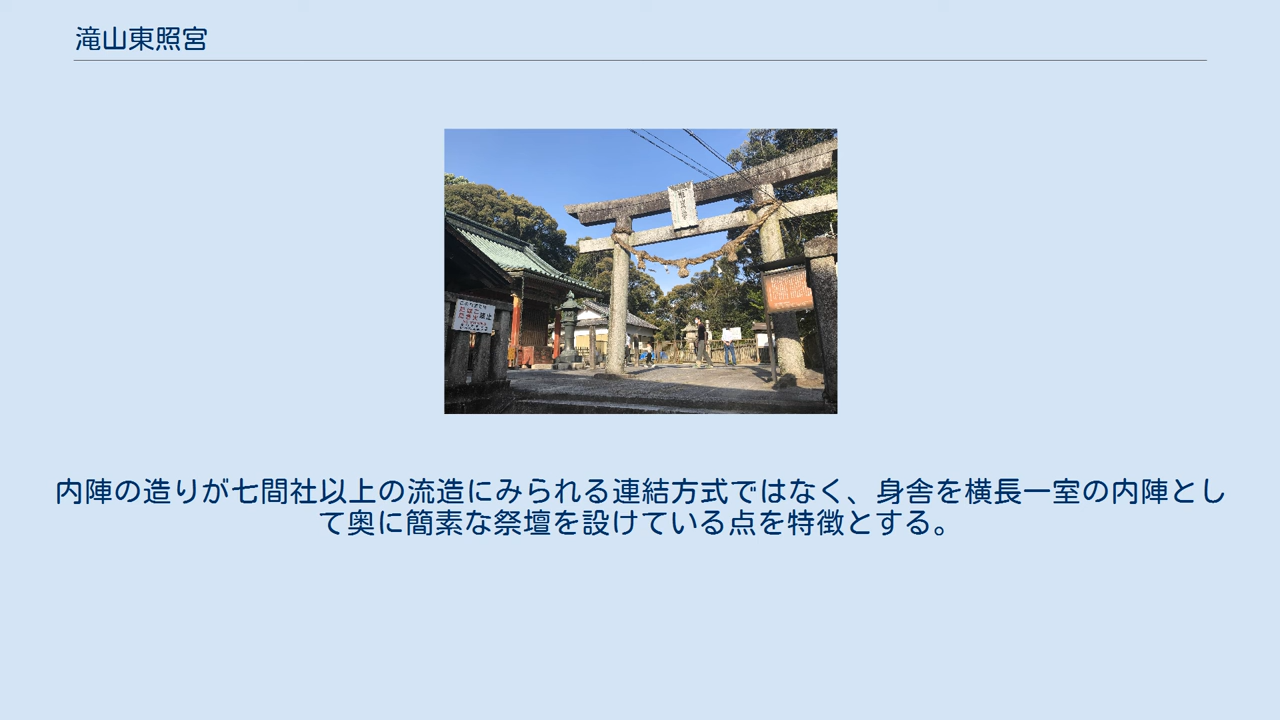 滝山東照宮
内陣の造りが七間社以上の流造にみられる連結方式ではなく、身舎を横長一室の内陣とし
て奥に簡素な祭壇を設けている点を特徴とする。